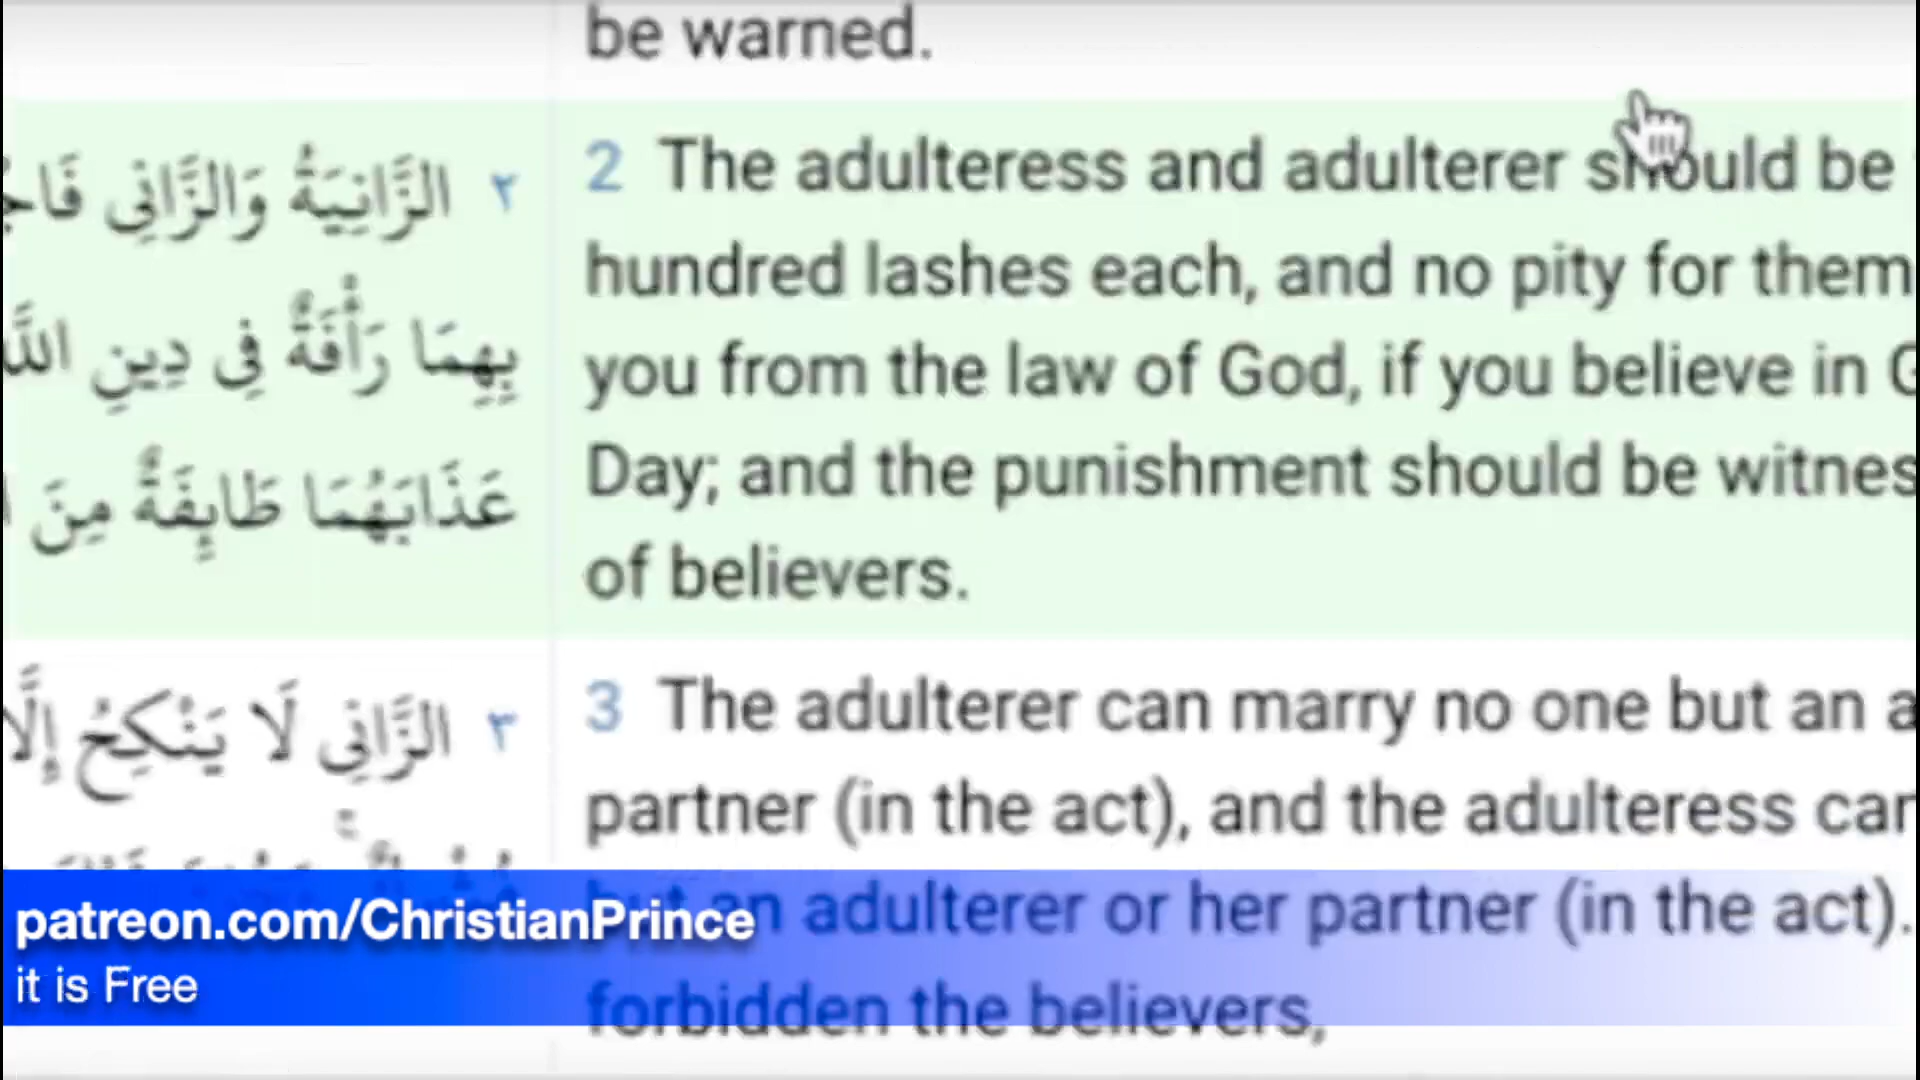 be warned.
٢ الزَّانِيَةُ وَالزَّانِى
بِهِمَا رَأْفَةٌ فِى دِينِ
عَذَابَهُمَا طَايِفَةٌ مِنَ
2 The adulteress and adulterer should be
hundred lashes each, and no pity for them
you from the law of God, if you believe in
Day; and the punishment should be witnes
of believers.
٣ الزَّانِى لَا يَنْكِحُ إِلَّا
3 The adulterer can marry no one but an a
partner (in the act), and the adulteress can
but an adulterer or her partner (in the act).
forbidden the believers,
patreon.com/ChristianPrince
it is Free